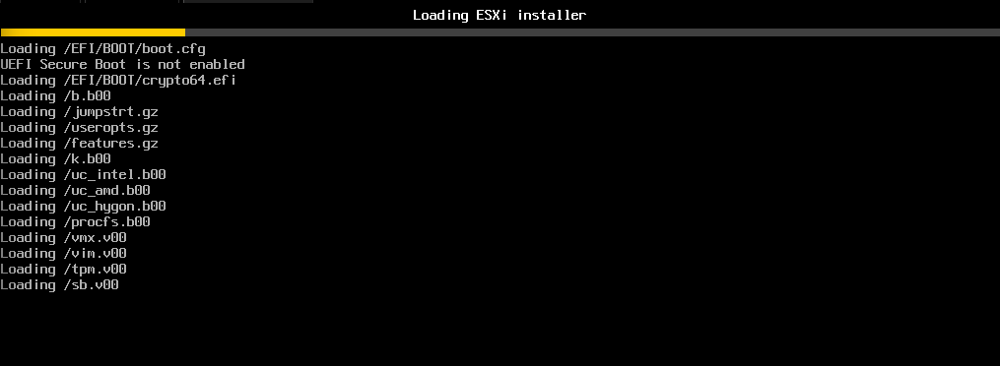 Loading ESXi installer
Loading /EFI/BOOT/boot.cfg
UEFI Secure Boot is not enabled
Loading /EFI/BOOT/crypto64.efi
Loading /b.b00
Loading /jumpstrt.gz
Loading /useropts.gz
Loading /features.gz
Loading /k.b00
Loading /uc_intel.b00
Loading /uc_amd.b00
Loading /uc_hygon.b00
Loading /procfs.b00
Loading /vmx.v00
Loading /vim.v00
Loading /tpm.v00
Loading /sb.v00